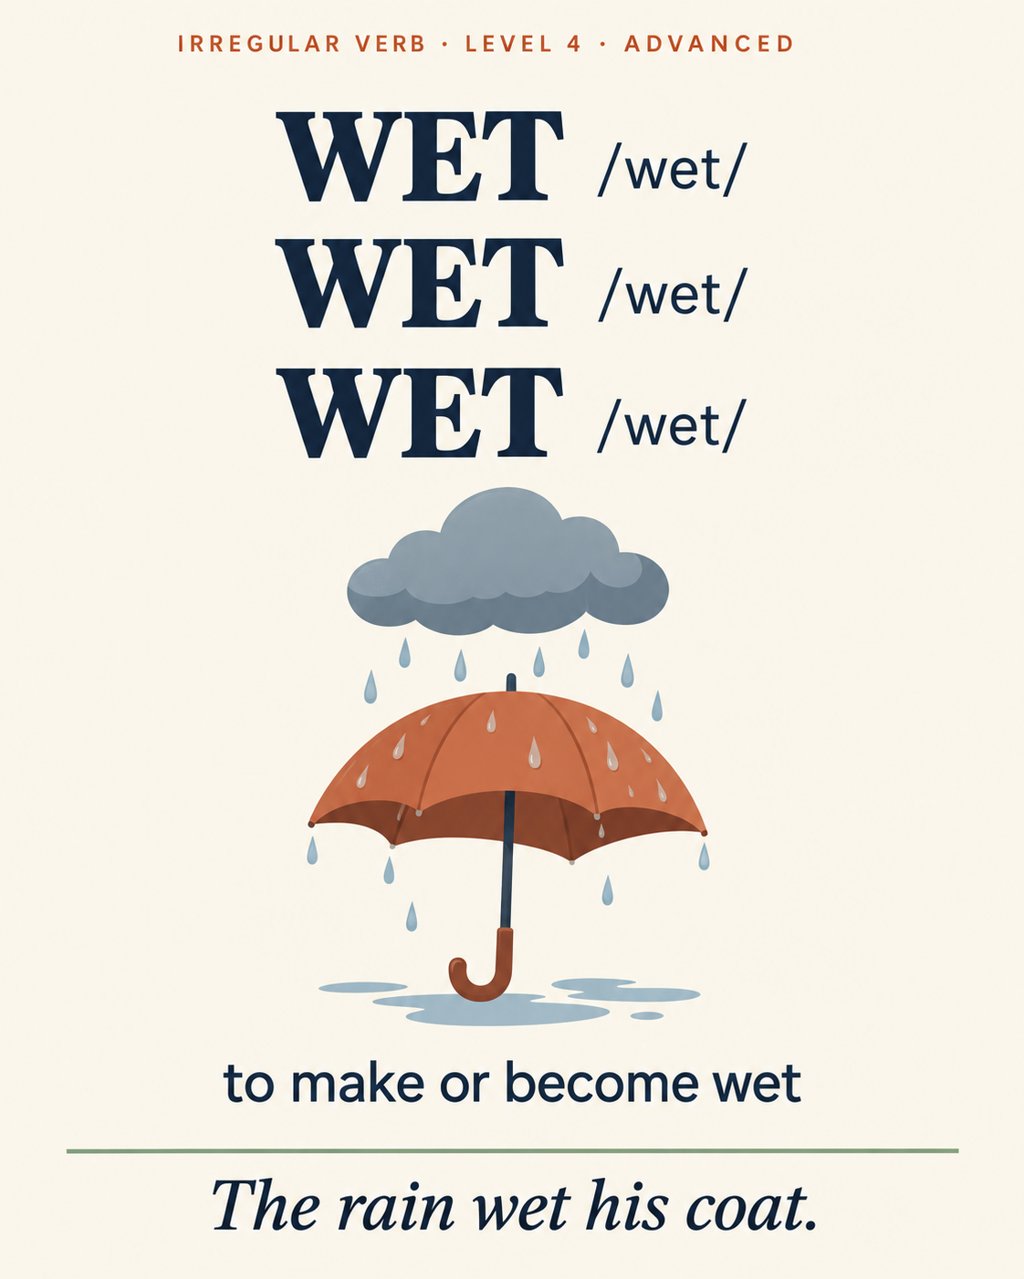 IRREGULAR VERB · LEVEL 4 · ADVANCED
WET /wet/
WET /wet/
WET /wet/
to make or become wet
The rain wet his coat.